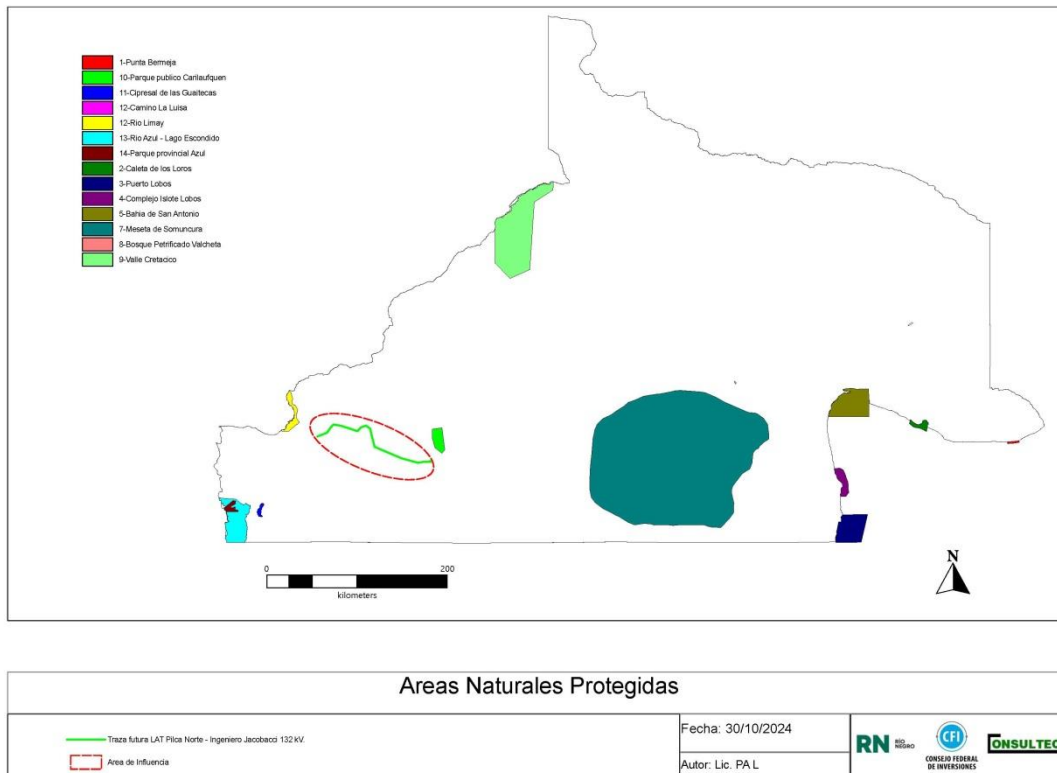 1-Punta Bermeja
10-Parque publico Carilaufquen
11-Cipresal de las Guaitecas
12-Camino La Luisa
12-Rio Limay
13-Rio Azul - Lago Escondido
14-Parque provincial Azul
2-Caleta de los Loros
3-Puerto Lobos
4-Complejo Islote Lobos
5-Bahia de San Antonio
7-Meseta de Somuncura
8-Bosque Petrificado Valcheta
9-Valle Cretacico
0 200
kilometers
N
Areas Naturales Protegidas
Traza futura LAT Pilca Norte - Ingeniero Jacobacci 132 kV.
Area de Influencia
Fecha: 30/10/2024
Autor: Lic. PA L
RN RÍO
NEGRO
CFI
CONSEJO FEDERAL
DE INVERSIONES
CONSULTEC